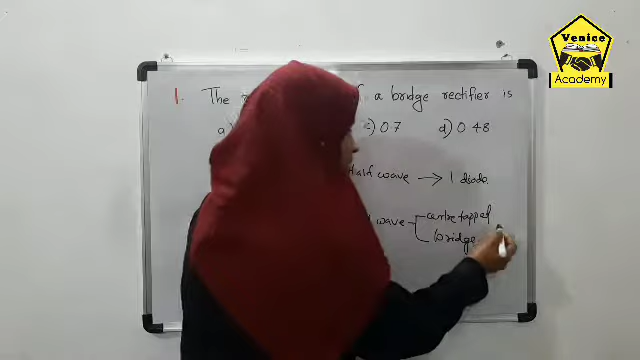 Venice
Academy
1. The a bridge rectifier is
a) c) 0.7 d) 0.48
Half wave → 1 diode.
wave centre tapped
bridge